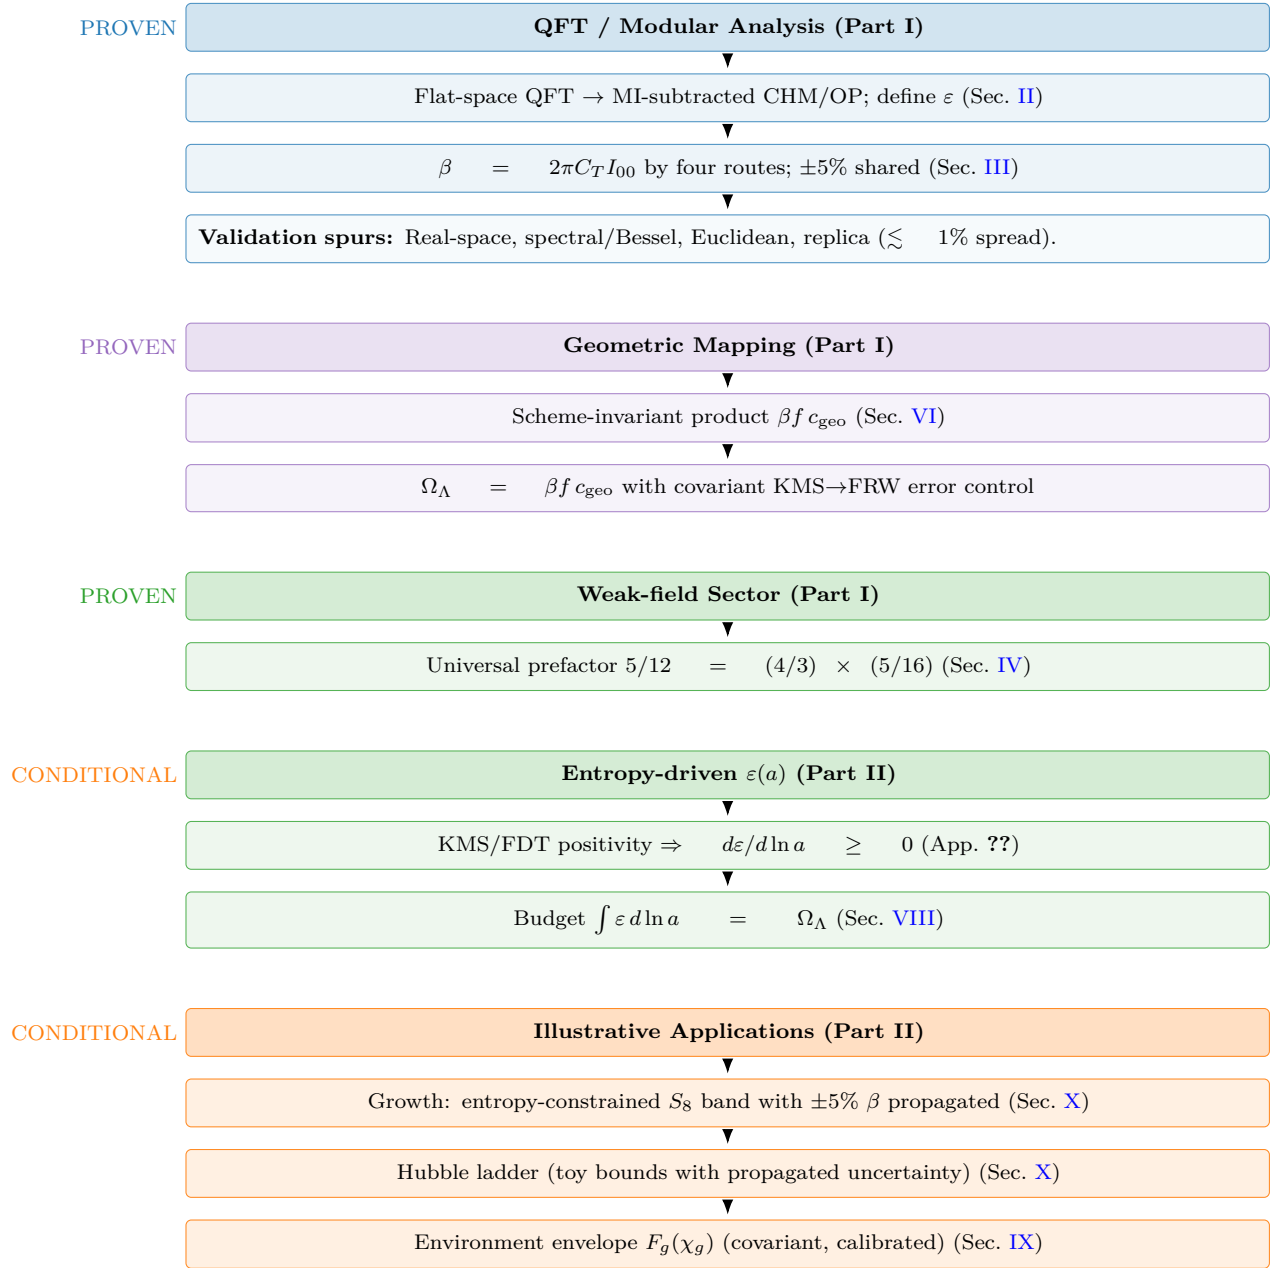 PROVEN
QFT / Modular Analysis (Part I)
Flat-space QFT → MI-subtracted CHM/OP; define ε (Sec. II)
β = 2πC_T I_00 by four routes; ±5% shared (Sec. III)
Validation spurs: Real-space, spectral/Bessel, Euclidean, replica (≲ 1% spread).
PROVEN
Geometric Mapping (Part I)
Scheme-invariant product βf c_geo (Sec. VI)
Ω_Λ = βf c_geo with covariant KMS→FRW error control
PROVEN
Weak-field Sector (Part I)
Universal prefactor 5/12 = (4/3) × (5/16) (Sec. IV)
CONDITIONAL
Entropy-driven ε(a) (Part II)
KMS/FDT positivity ⇒ dε/d ln a ≥ 0 (App. ??)
Budget ∫ ε d ln a = Ω_Λ (Sec. VIII)
CONDITIONAL
Illustrative Applications (Part II)
Growth: entropy-constrained S_8 band with ±5% β propagated (Sec. X)
Hubble ladder (toy bounds with propagated uncertainty) (Sec. X)
Environment envelope F_g(χ_g) (covariant, calibrated) (Sec. IX)